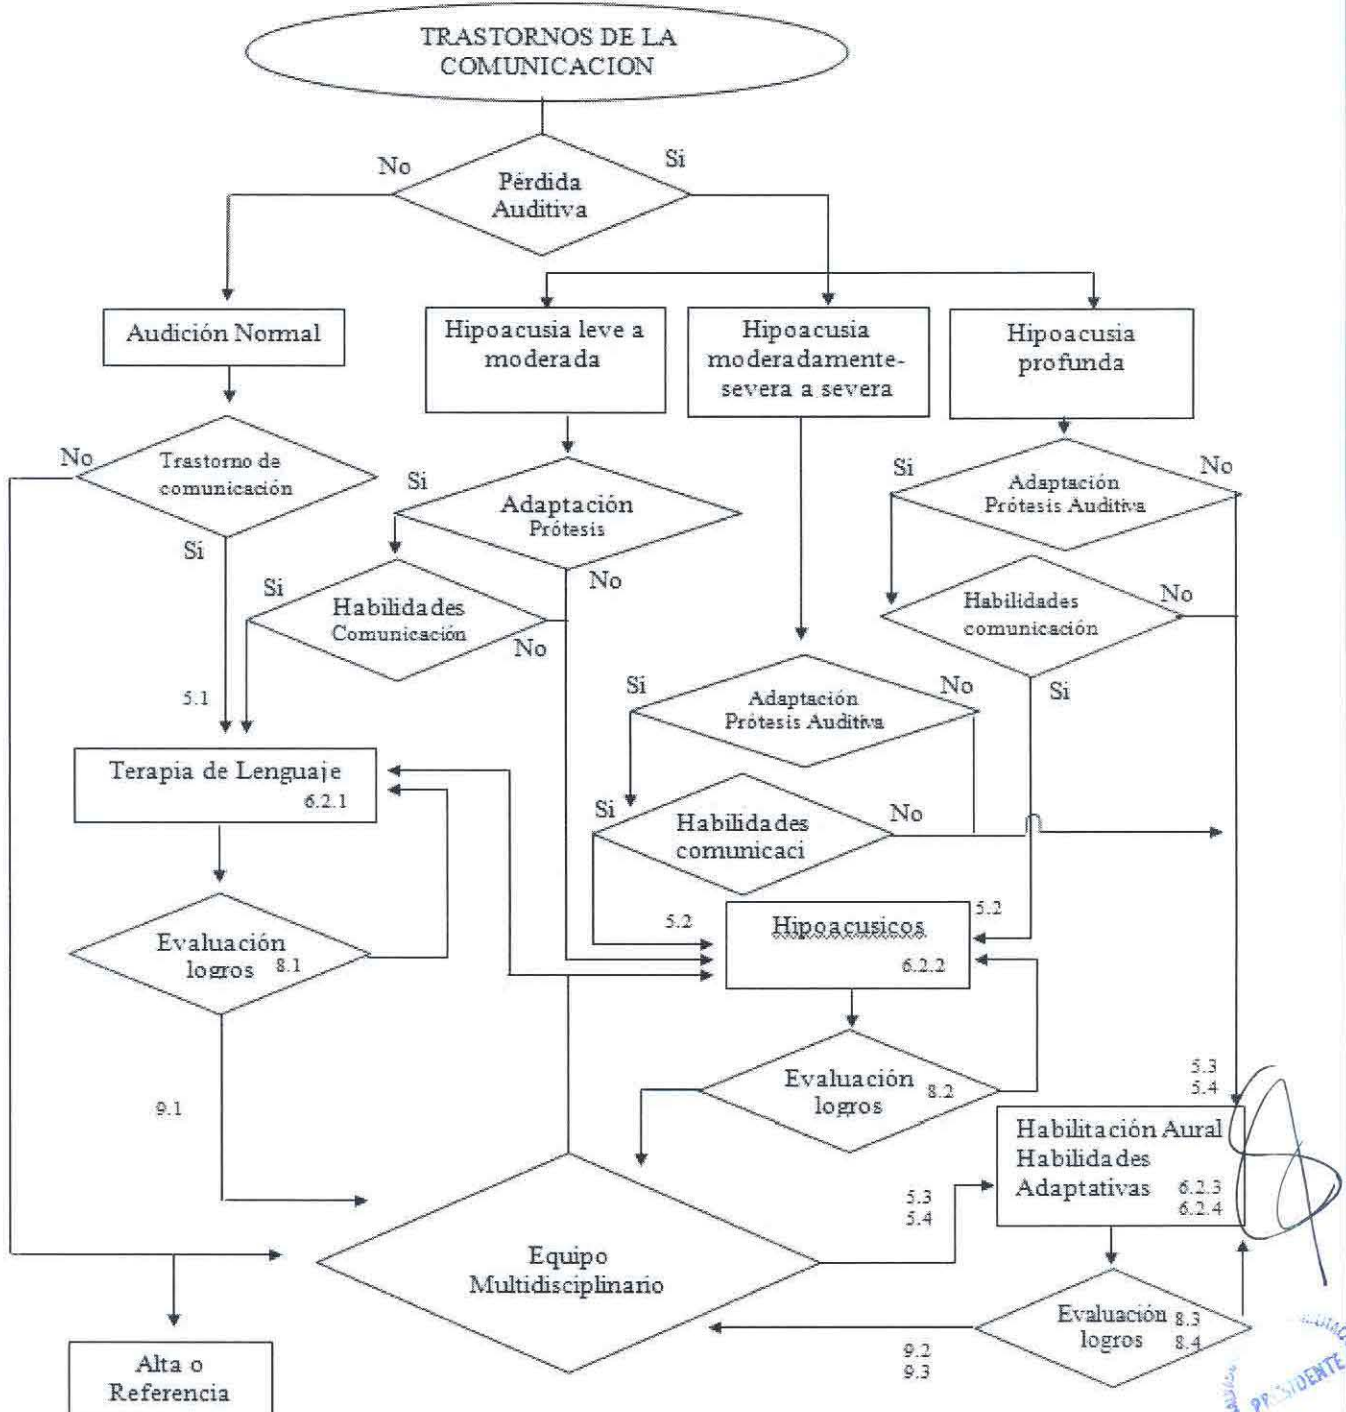 TRASTORNOS DE LA
COMUNICACION
No
Si
Pérdida
Auditiva
Audición Normal
Hipoacusia leve a
moderada
Hipoacusia
moderadamente-
severa a severa
Hipoacusia
profunda
No
Trastorno de
comunicación
Si
Si
Adaptación
Prótesis
No
Si
Adaptación
Prótesis Auditiva
No
Si
Habilidades
Comunicación
No
Habilidades
comunicación
No
Si
5.1
Si
Adaptación
Prótesis Auditiva
No
Terapia de Lenguaje
6.2.1
Si
Habilidades
comunicaci
No
5.2
Hipoacusicos
6.2.2
5.2
Evaluación
logros 8.1
Evaluación
logros 8.2
5.3
5.4
9.1
Habilitación Aural
Habilidades
Adaptativas 6.2.3
6.2.4
5.3
5.4
Equipo
Multidisciplinario
Evaluación 8.3
logros 8.4
9.2
9.3
Alta o
Referencia
PRESIDENTE